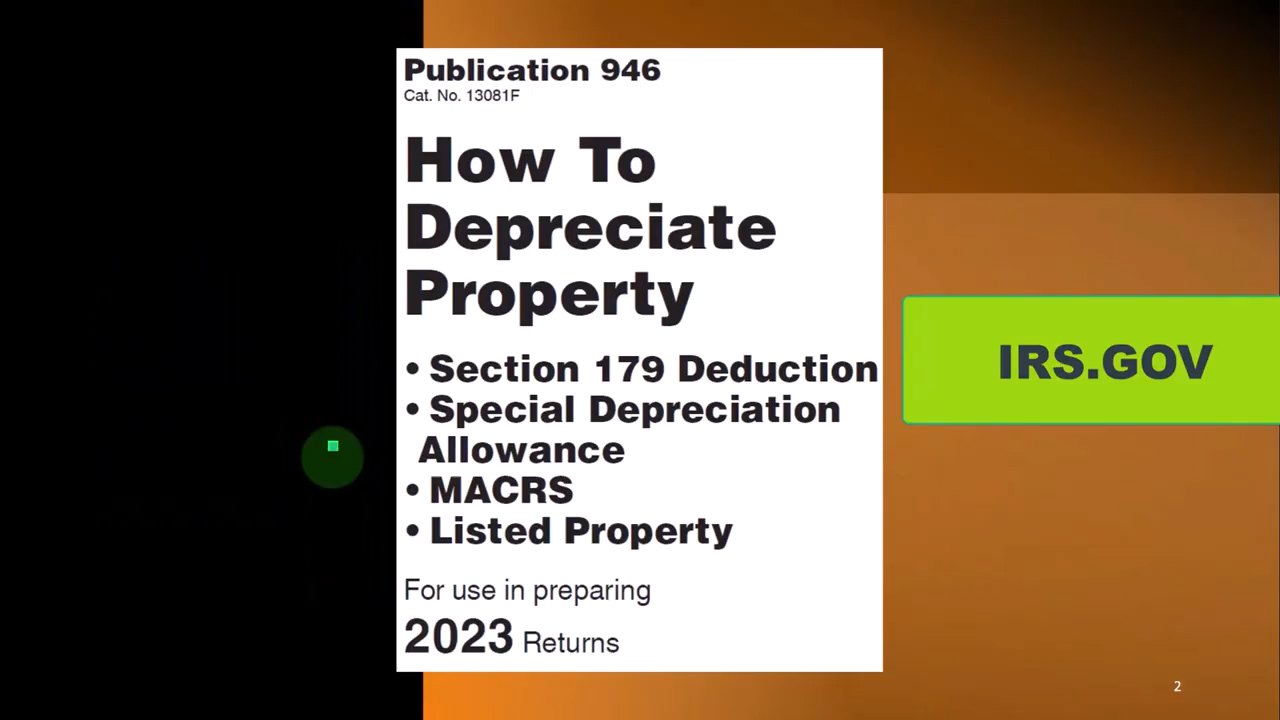 Publication 946
Cat. No. 13081F
How To
Depreciate
Property
• Section 179 Deduction
• Special Depreciation
Allowance
• MACRS
• Listed Property
For use in preparing
2023 Returns
IRS.GOV
2